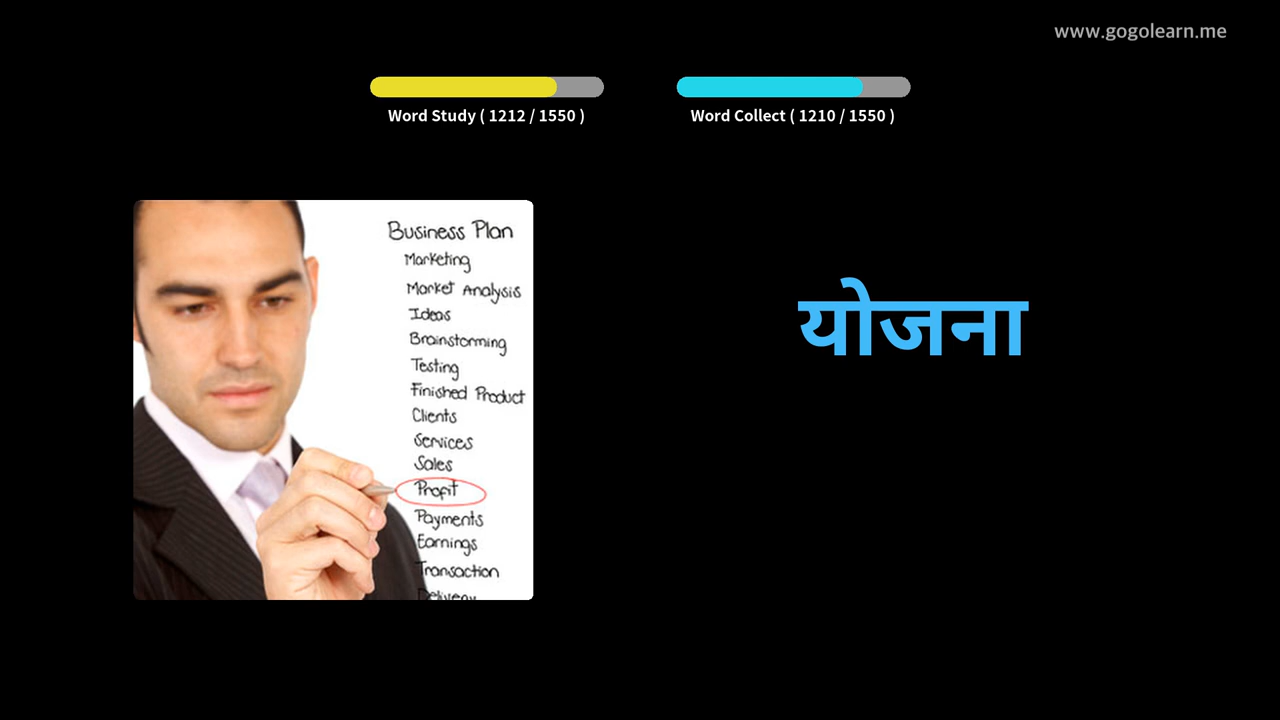 www.gogolearn.me
Word Study ( 1212 / 1550 )
Word Collect ( 1210 / 1550 )
Business Plan
Marketing
Market Analysis
Ideas
Brainstorming
Testing
Finished Product
Clients
Services
Sales
Profit
Payments
Earnings
Transaction
Delivery
योजना